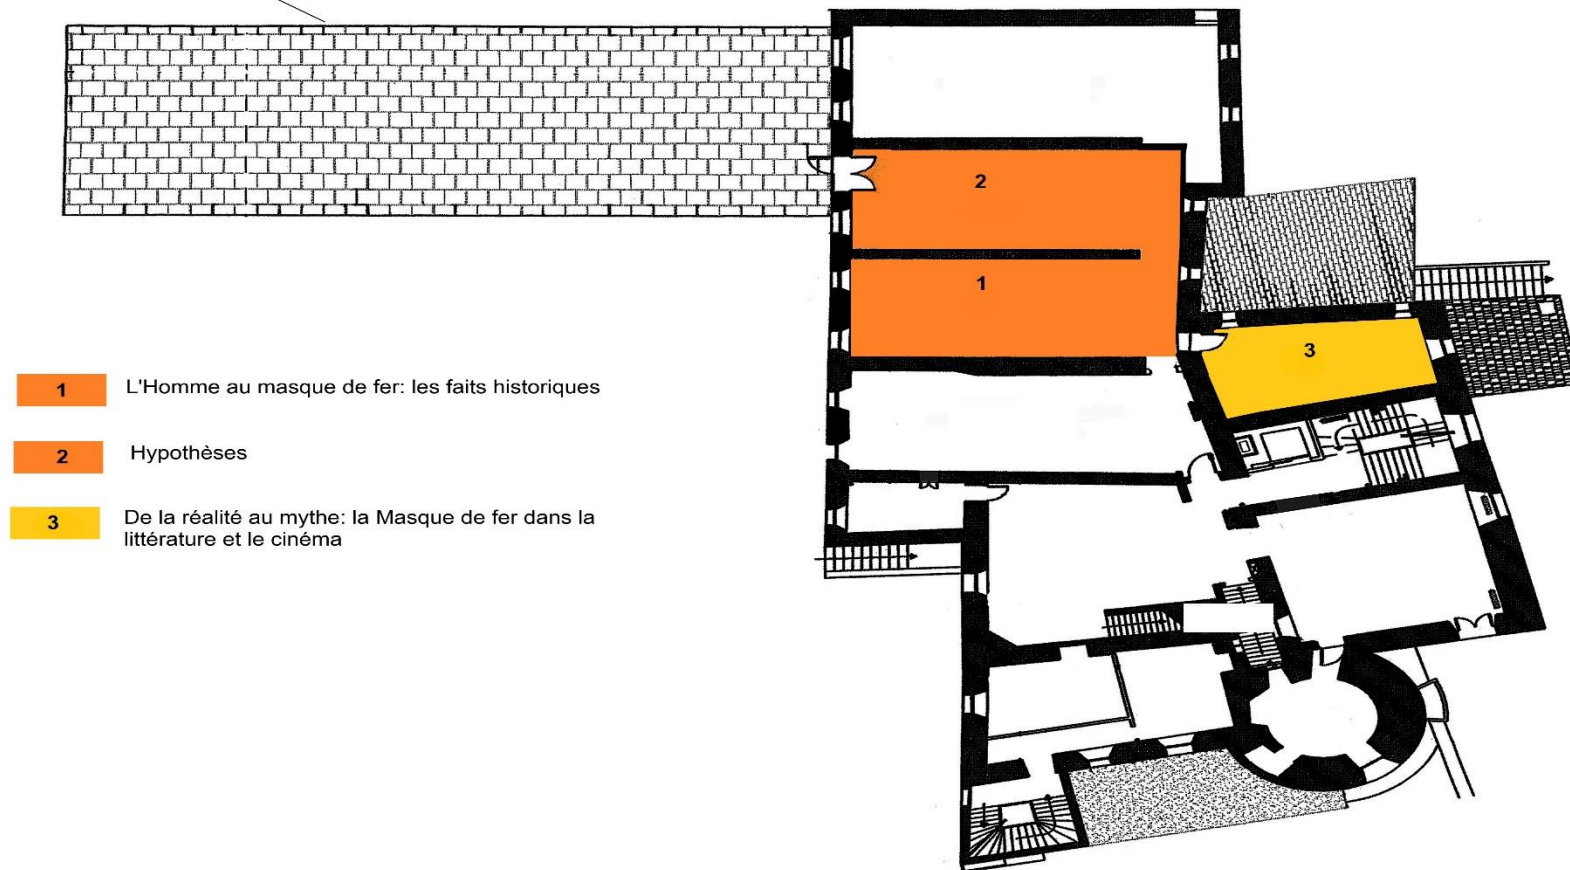 2
1
3
1 L'Homme au masque de fer: les faits historiques
2 Hypothèses
3 De la réalité au mythe: la Masque de fer dans la
littérature et le cinéma